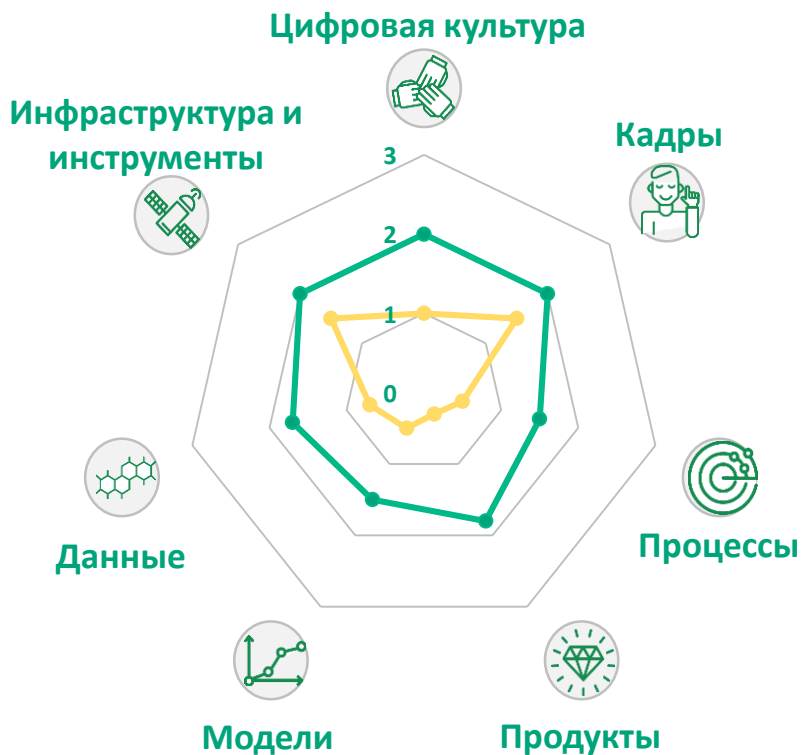 Цифровая культура
Инфраструктура и
инструменты
Кадры
3
2
1
0
Данные
Процессы
Модели
Продукты